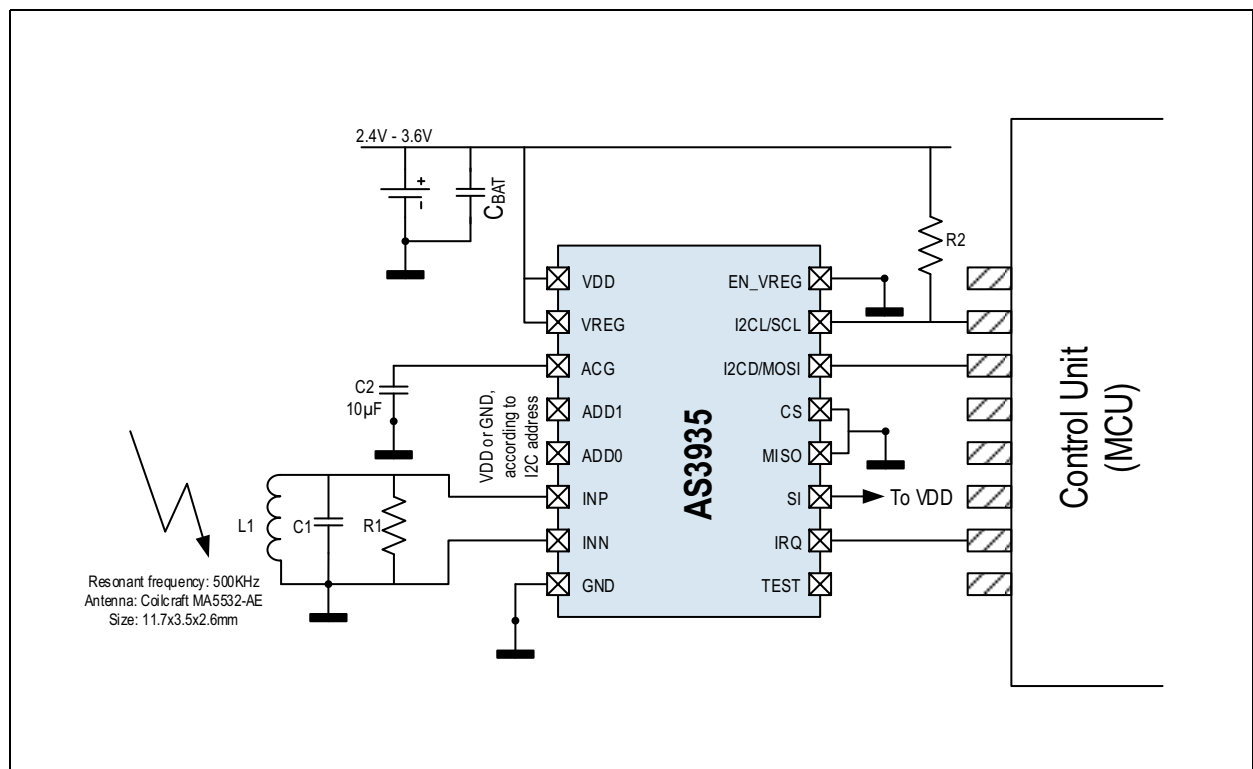 2.4V - 3.6V
+
-
CBAT
R2
VDD
VREG
ACG
ADD1
ADD0
INP
INN
GND
EN_VREG
I2CL/SCL
I2CD/MOSI
CS
MISO
SI
IRQ
TEST
AS3935
C2
10µF
VDD or GND,
according to
I2C address
To VDD
L1
C1
R1
Resonant frequency: 500KHz
Antenna: Coilcraft MA5532-AE
Size: 11.7x3.5x2.6mm
Control Unit
(MCU)